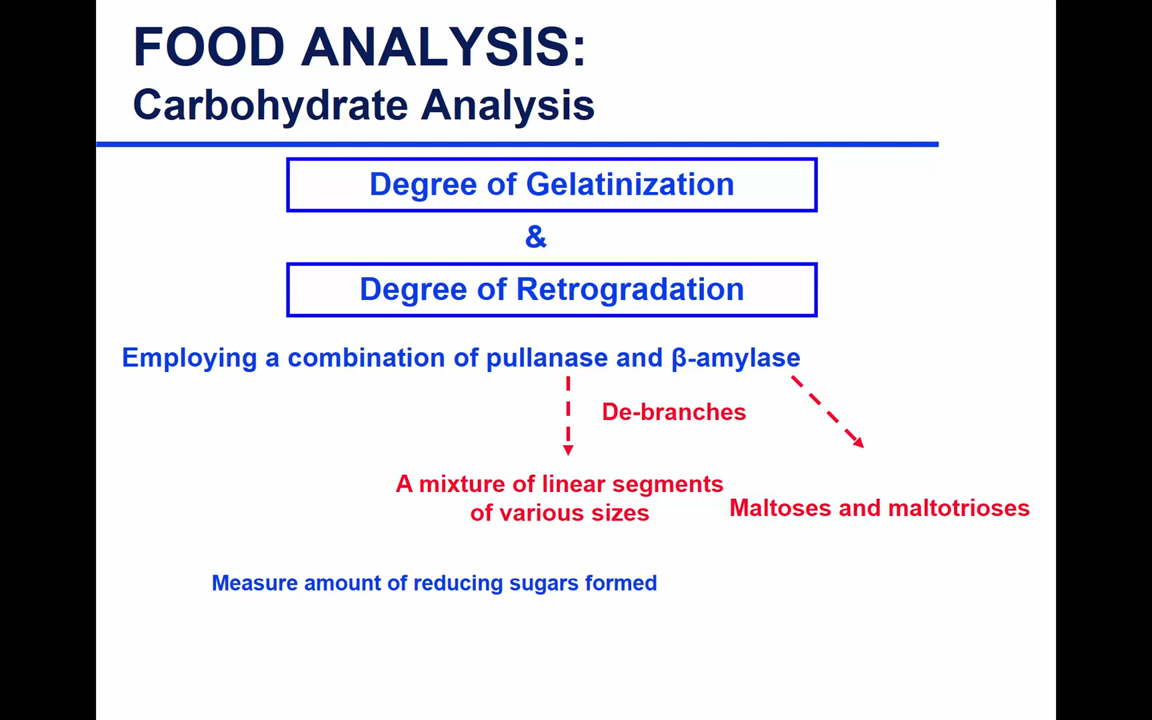 FOOD ANALYSIS:
Carbohydrate Analysis
Degree of Gelatinization
&
Degree of Retrogradation
Employing a combination of pullanase and β-amylase
De-branches
A mixture of linear segments
of various sizes
Maltoses and maltotrioses
Measure amount of reducing sugars formed